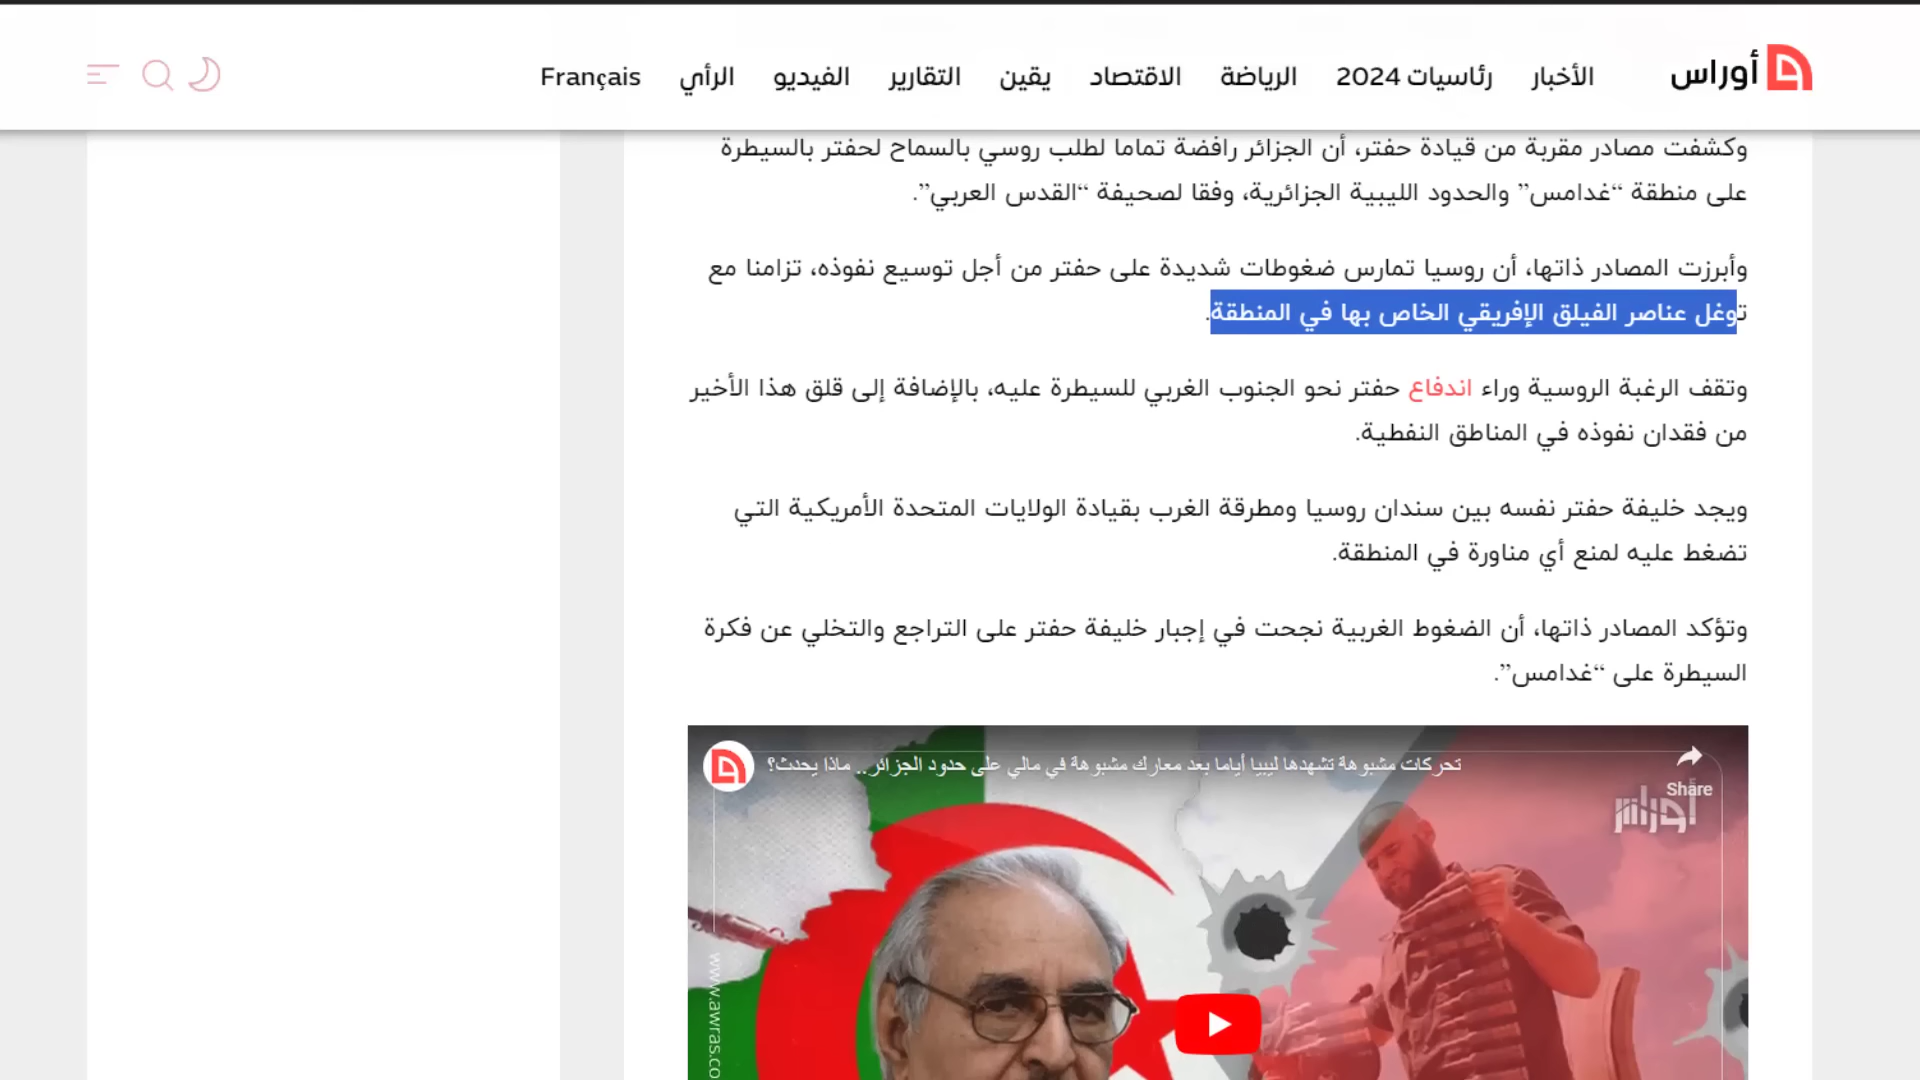 أوراس
الأخبار رئاسيات 2024 الرياضة الاقتصاد يقين التقارير الفيديو الرأي Français
وكشفت مصادر مقربة من قيادة حفتر، أن الجزائر رافضة تماما لطلب روسي بالسماح لحفتر بالسيطرة
على منطقة “غدامس” والحدود الليبية الجزائرية، وفقا لصحيفة “القدس العربي”.
وأبرزت المصادر ذاتها، أن روسيا تمارس ضغوطات شديدة على حفتر من أجل توسيع نفوذه، تزامنا مع
توغل عناصر الفيلق الإفريقي الخاص بها في المنطقة.
وتقف الرغبة الروسية وراء اندفاع حفتر نحو الجنوب الغربي للسيطرة عليه، بالإضافة إلى قلق هذا الأخير
من فقدان نفوذه في المناطق النفطية.
ويجد خليفة حفتر نفسه بين سندان روسيا ومطرقة الغرب بقيادة الولايات المتحدة الأمريكية التي
تضغط عليه لمنع أي مناورة في المنطقة.
وتؤكد المصادر ذاتها، أن الضغوط الغربية نجحت في إجبار خليفة حفتر على التراجع والتخلي عن فكرة
السيطرة على “غدامس”.
تحركات مشبوهة تشهدها ليبيا أياما بعد معارك مشبوهة في مالي على حدود الجزائر.. ماذا يحدث؟
Share
أوراس
www.awras.co